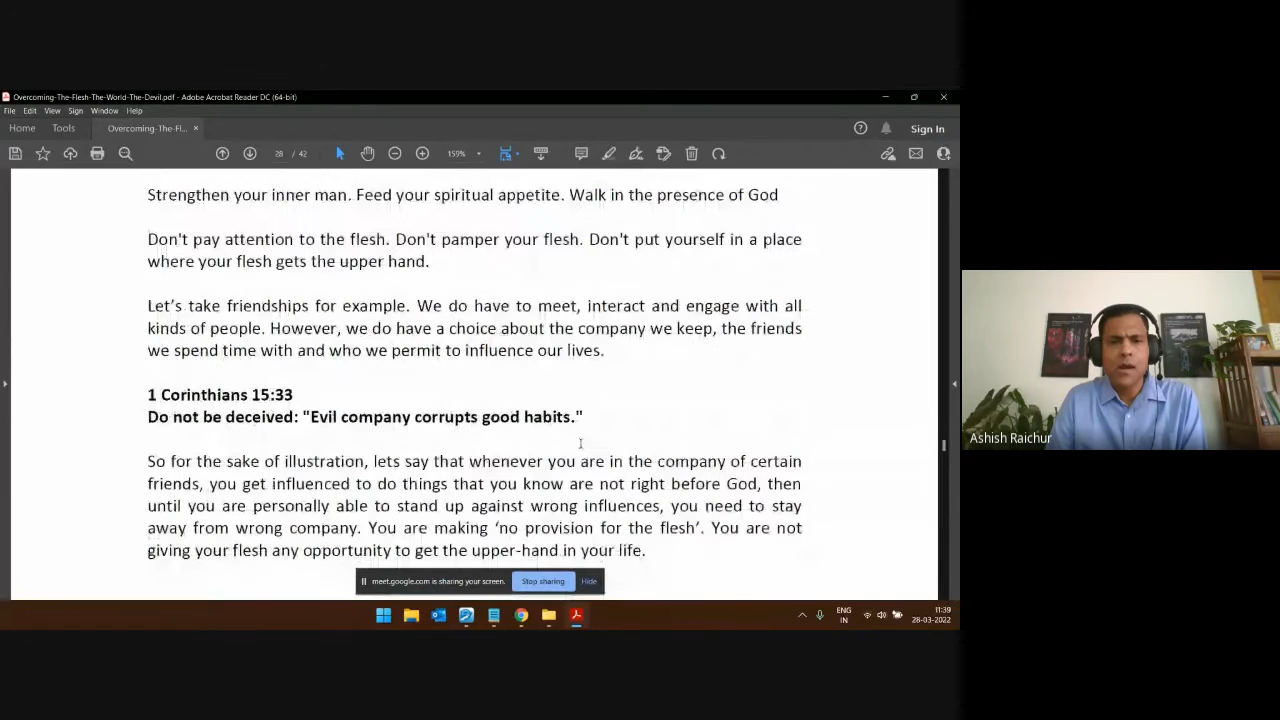 Overcoming-The-Flesh-The-World-The-Devil.pdf - Adobe Acrobat Reader DC (64-bit)
File Edit View Sign Window Help
Home Tools Overcoming-The-Fl... × Sign In
28 / 42 159%
Strengthen your inner man. Feed your spiritual appetite. Walk in the presence of God
Don't pay attention to the flesh. Don't pamper your flesh. Don't put yourself in a place
where your flesh gets the upper hand.
Let’s take friendships for example. We do have to meet, interact and engage with all
kinds of people. However, we do have a choice about the company we keep, the friends
we spend time with and who we permit to influence our lives.
1 Corinthians 15:33
Do not be deceived: "Evil company corrupts good habits."
So for the sake of illustration, lets say that whenever you are in the company of certain
friends, you get influenced to do things that you know are not right before God, then
until you are personally able to stand up against wrong influences, you need to stay
away from wrong company. You are making ‘no provision for the flesh’. You are not
giving your flesh any opportunity to get the upper-hand in your life.
meet.google.com is sharing your screen. Stop sharing Hide
ENG
IN
11:39
28-03-2022
Ashish Raichur